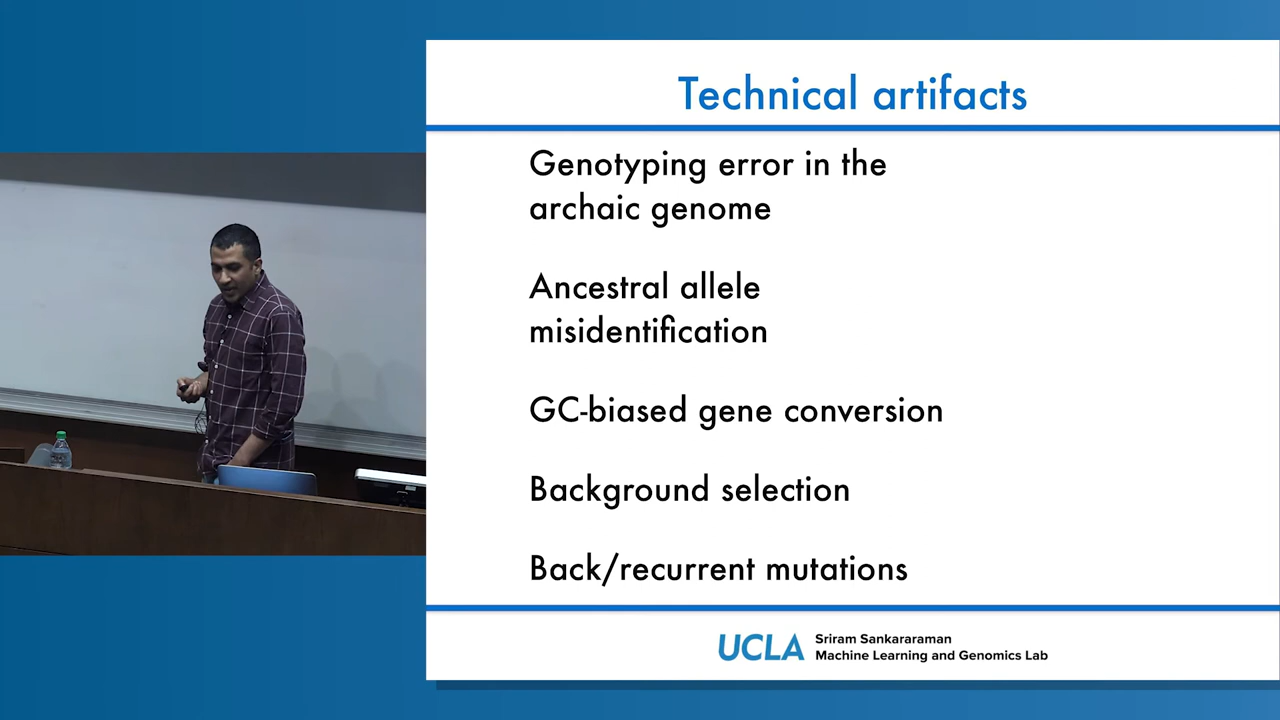 Technical artifacts
Genotyping error in the
archaic genome
Ancestral allele
misidentification
GC-biased gene conversion
Background selection
Back/recurrent mutations
UCLA
Sriram Sankararaman
Machine Learning and Genomics Lab